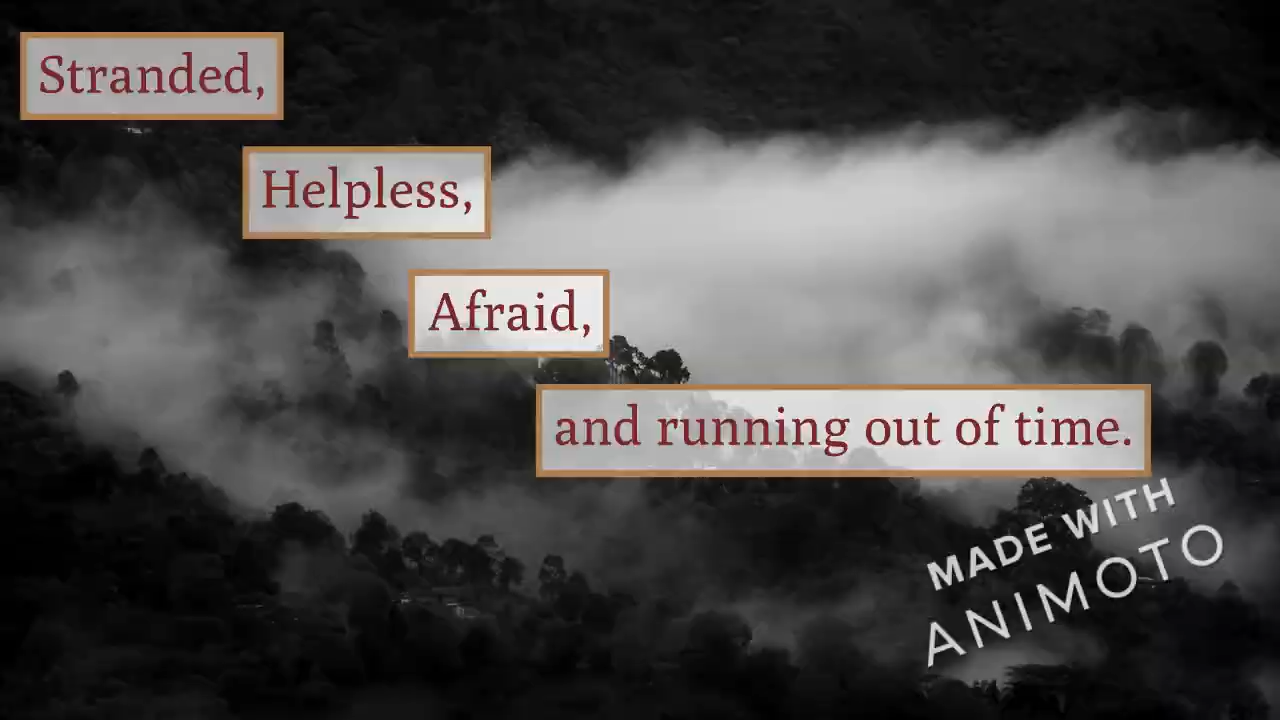 Stranded,
Helpless,
Afraid,
and running out of time.
MADE WITH
ANIMOTO